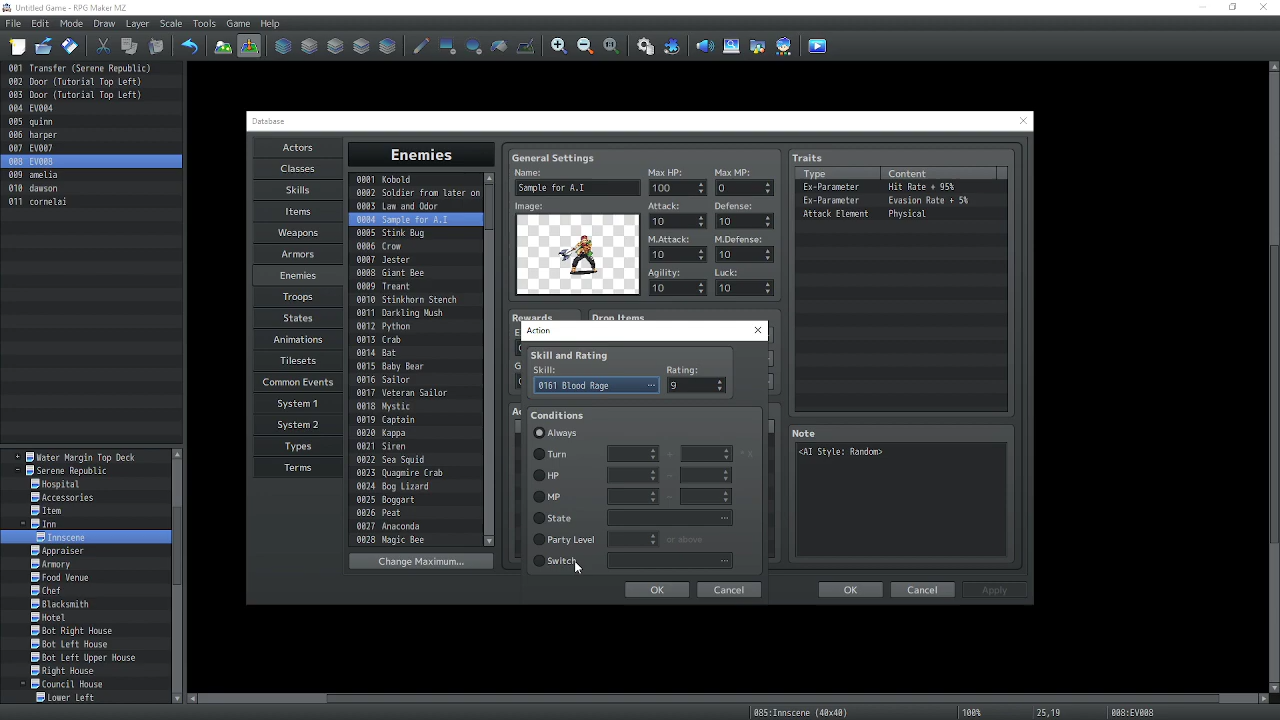 Untitled Game - RPG Maker MZ
File Edit Mode Draw Layer Scale Tools Game Help
001 Transfer (Serene Republic)
002 Door (Tutorial Top Left)
003 Door (Tutorial Top Left)
004 EV004
005 quinn
006 harper
007 EV007
008 EV008
009 amelia
010 dawson
011 cornelai
Water Margin Top Deck
Serene Republic
Hospital
Accessories
Item
Inn
Innscene
Appraiser
Armory
Food Venue
Chef
Blacksmith
Hotel
Bot Right House
Bot Left House
Bot Left Upper House
Right House
Council House
Lower Left
Database
Actors
Classes
Skills
Items
Weapons
Armors
Enemies
Troops
States
Animations
Tilesets
Common Events
System 1
System 2
Types
Terms
Enemies
0001 Kobold
0002 Soldier from later on
0003 Law and Odor
0004 Sample for A.I
0005 Stink Bug
0006 Crow
0007 Jester
0008 Giant Bee
0009 Treant
0010 Stinkhorn Stench
0011 Darkling Mush
0012 Python
0013 Crab
0014 Bat
0015 Baby Bear
0016 Sailor
0017 Veteran Sailor
0018 Mystic
0019 Captain
0020 Kappa
0021 Siren
0022 Sea Squid
0023 Quagmire Crab
0024 Bog Lizard
0025 Boggart
0026 Peat
0027 Anaconda
0028 Magic Bee
Change Maximum...
General Settings
Name: Max HP: Max MP:
Sample for A.I 100 0
Image: Attack: Defense:
10 10
M.Attack: M.Defense:
10 10
Agility: Luck:
10 10
Rewards Drop Items
Action
Skill and Rating
Skill: Rating:
0161 Blood Rage ... 9
Conditions
Always
Turn
HP
MP
State ...
Party Level or above
Switch ...
OK Cancel
Traits
Type Content
Ex-Parameter Hit Rate + 95%
Ex-Parameter Evasion Rate + 5%
Attack Element Physical
Note
<AI Style: Random>
OK Cancel Apply
085:Innscene (40x40) 100% 25,19 008:EV008